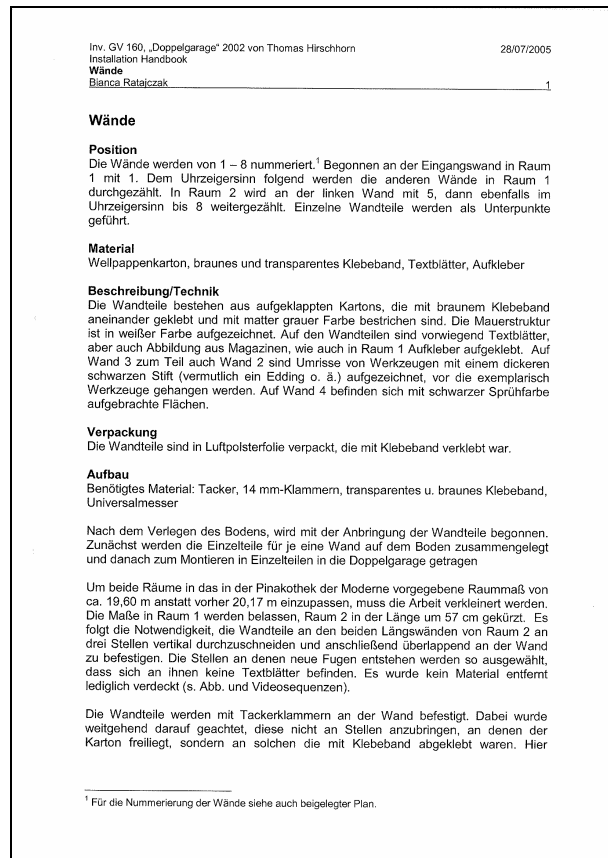 Inv. GV 160, „Doppelgarage“ 2002 von Thomas Hirschhorn 28/07/2005
Installation Handbook
Wände
Bianca Ratajczak 1
Wände
Position
Die Wände werden von 1 – 8 nummeriert.1 Begonnen an der Eingangswand in Raum
1 mit 1. Dem Uhrzeigersinn folgend werden die anderen Wände in Raum 1
durchgezählt. In Raum 2 wird an der linken Wand mit 5, dann ebenfalls im
Uhrzeigersinn bis 8 weitergezählt. Einzelne Wandteile werden als Unterpunkte
geführt.
Material
Wellpappenkarton, braunes und transparentes Klebeband, Textblätter, Aufkleber
Beschreibung/Technik
Die Wandteile bestehen aus aufgeklappten Kartons, die mit braunem Klebeband
aneinander geklebt und mit matter grauer Farbe bestrichen sind. Die Mauerstruktur
ist in weißer Farbe aufgezeichnet. Auf den Wandteilen sind vorwiegend Textblätter,
aber auch Abbildung aus Magazinen, wie auch in Raum 1 Aufkleber aufgeklebt. Auf
Wand 3 zum Teil auch Wand 2 sind Umrisse von Werkzeugen mit einem dickeren
schwarzen Stift (vermutlich ein Edding o. ä.) aufgezeichnet, vor die exemplarisch
Werkzeuge gehangen werden. Auf Wand 4 befinden sich mit schwarzer Sprühfarbe
aufgebrachte Flächen.
Verpackung
Die Wandteile sind in Luftpolsterfolie verpackt, die mit Klebeband verklebt war.
Aufbau
Benötigtes Material: Tacker, 14 mm-Klammern, transparentes u. braunes Klebeband,
Universalmesser
Nach dem Verlegen des Bodens, wird mit der Anbringung der Wandteile begonnen.
Zunächst werden die Einzelteile für je eine Wand auf dem Boden zusammengelegt
und danach zum Montieren in Einzelteilen in die Doppelgarage getragen
Um beide Räume in das in der Pinakothek der Moderne vorgegebene Raummaß von
ca. 19,60 m anstatt vorher 20,17 m einzupassen, muss die Arbeit verkleinert werden.
Die Maße in Raum 1 werden belassen, Raum 2 in der Länge um 57 cm gekürzt. Es
folgt die Notwendigkeit, die Wandteile an den beiden Längswänden von Raum 2 an
drei Stellen vertikal durchzuschneiden und anschließend überlappend an der Wand
zu befestigen. Die Stellen an denen neue Fugen entstehen werden so ausgewählt,
dass sich an ihnen keine Textblätter befinden. Es wurde kein Material entfernt
lediglich verdeckt (s. Abb. und Videosequenzen).
Die Wandteile werden mit Tackerklammern an der Wand befestigt. Dabei wurde
weitgehend darauf geachtet, diese nicht an Stellen anzubringen, an denen der
Karton freiliegt, sondern an solchen die mit Klebeband abgeklebt waren. Hier
1 Für die Nummerierung der Wände siehe auch beigelegter Plan.